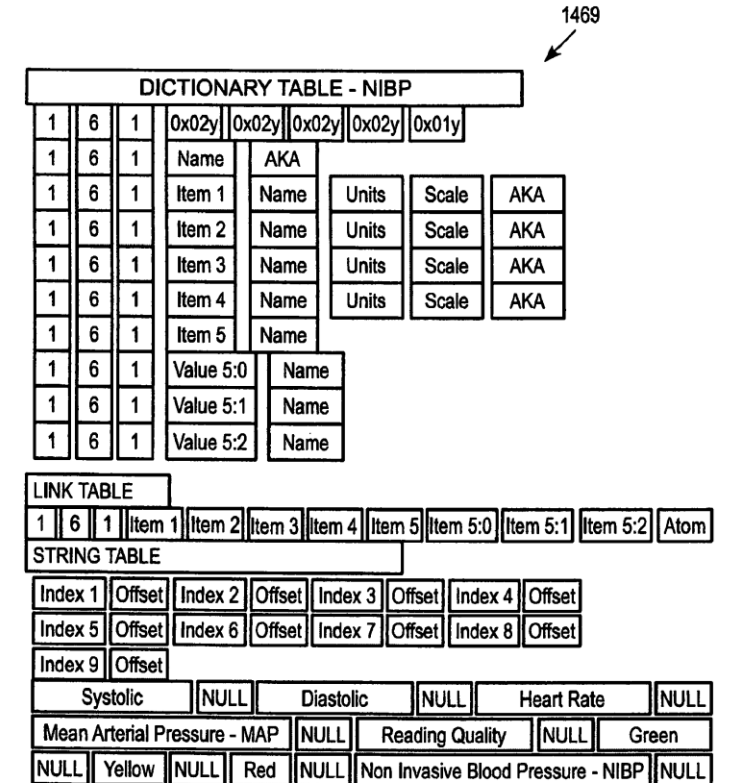 1469
DICTIONARY TABLE - NIBP
1 6 1 0x02y 0x02y 0x02y 0x02y 0x01y
1 6 1 Name AKA
1 6 1 Item 1 Name Units Scale AKA
1 6 1 Item 2 Name Units Scale AKA
1 6 1 Item 3 Name Units Scale AKA
1 6 1 Item 4 Name Units Scale AKA
1 6 1 Item 5 Name
1 6 1 Value 5:0 Name
1 6 1 Value 5:1 Name
1 6 1 Value 5:2 Name
LINK TABLE
1 6 1 Item 1 Item 2 Item 3 Item 4 Item 5 Item 5:0 Item 5:1 Item 5:2 Atom
STRING TABLE
Index 1 Offset Index 2 Offset Index 3 Offset Index 4 Offset
Index 5 Offset Index 6 Offset Index 7 Offset Index 8 Offset
Index 9 Offset
Systolic NULL Diastolic NULL Heart Rate NULL
Mean Arterial Pressure - MAP NULL Reading Quality NULL Green
NULL Yellow NULL Red NULL Non Invasive Blood Pressure - NIBP NULL